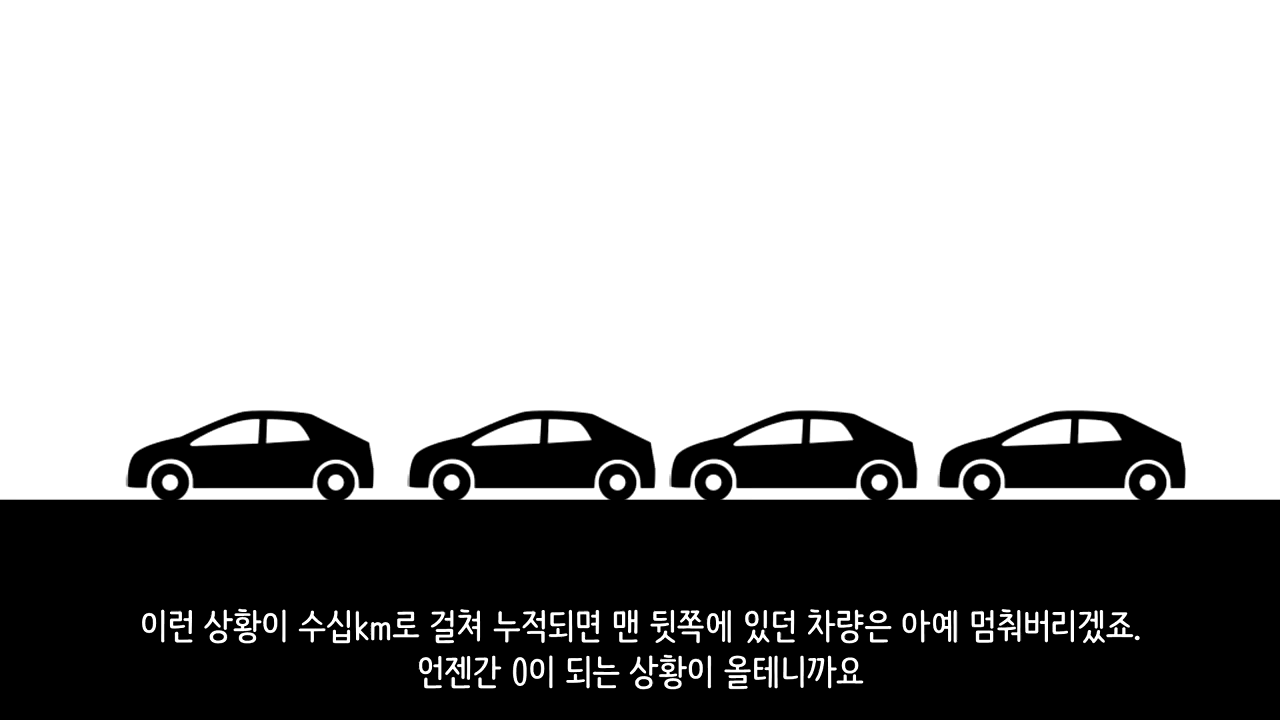 이런 상황이 수십km로 걸쳐 누적되면 맨 뒷쪽에 있던 차량은 아예 멈춰버리겠죠.
언젠간 0이 되는 상황이 올테니까요